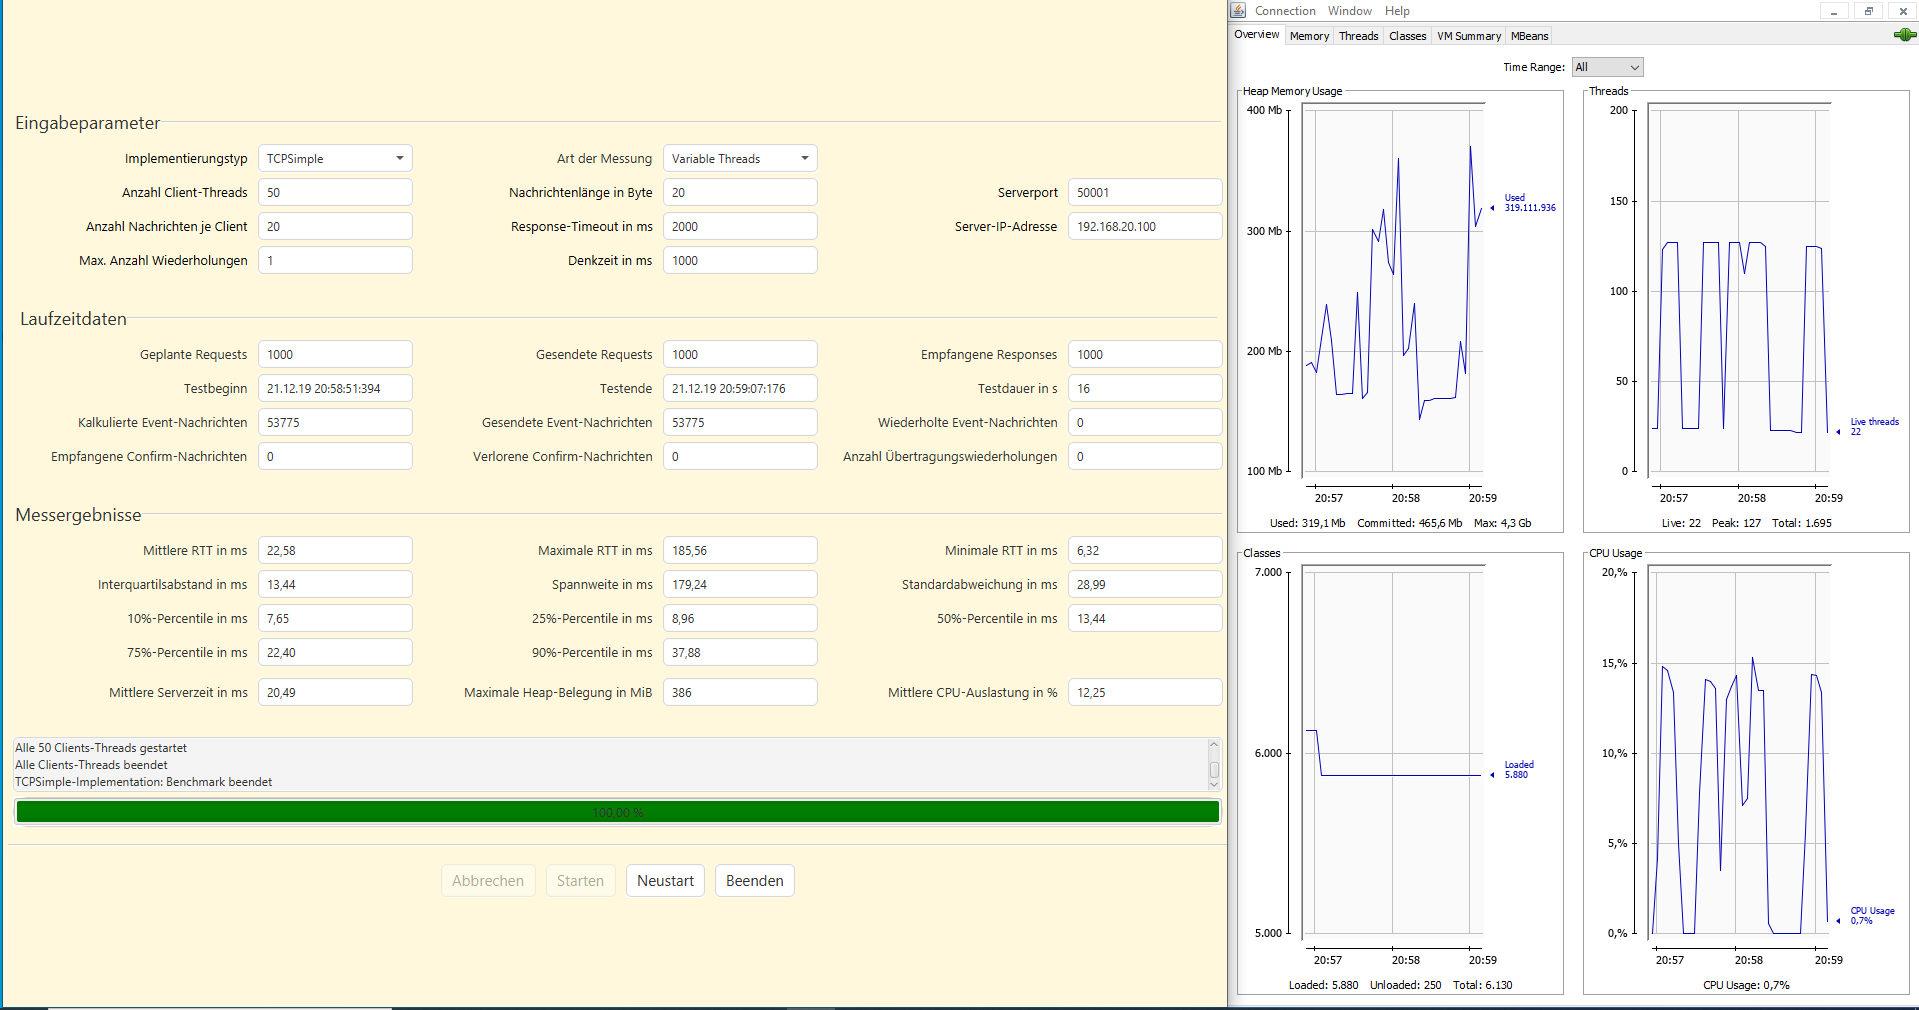 Eingabeparameter
Implementierungstyp TCPSimple Art der Messung Variable Threads
Anzahl Client-Threads 50 Nachrichtenlänge in Byte 20 Serverport 50001
Anzahl Nachrichten je Client 20 Response-Timeout in ms 2000 Server-IP-Adresse 192.168.20.100
Max. Anzahl Wiederholungen 1 Denkzeit in ms 1000
Laufzeitdaten
Geplante Requests 1000 Gesendete Requests 1000 Empfangene Responses 1000
Testbeginn 21.12.19 20:58:51:394 Testende 21.12.19 20:59:07:176 Testdauer in s 16
Kalkulierte Event-Nachrichten 53775 Gesendete Event-Nachrichten 53775 Wiederholte Event-Nachrichten 0
Empfangene Confirm-Nachrichten 0 Verlorene Confirm-Nachrichten 0 Anzahl Übertragungswiederholungen 0
Messergebnisse
Mittlere RTT in ms 22,58 Maximale RTT in ms 185,56 Minimale RTT in ms 6,32
Interquartilsabstand in ms 13,44 Spannweite in ms 179,24 Standardabweichung in ms 28,99
10%-Percentile in ms 7,65 25%-Percentile in ms 8,96 50%-Percentile in ms 13,44
75%-Percentile in ms 22,40 90%-Percentile in ms 37,88
Mittlere Serverzeit in ms 20,49 Maximale Heap-Belegung in MiB 386 Mittlere CPU-Auslastung in % 12,25
Alle 50 Clients-Threads gestartet
Alle Clients-Threads beendet
TCPSimple-Implementation: Benchmark beendet
100,00 %
Abbrechen Starten Neustart Beenden
Connection Window Help
Overview Memory Threads Classes VM Summary MBeans
Time Range: All
Heap Memory Usage
400 Mb
300 Mb
200 Mb
100 Mb
Used
319.111.936
20:57 20:58 20:59
Used: 319,1 Mb Committed: 465,6 Mb Max: 4,3 Gb
Threads
200
150
100
50
0
Live threads
22
20:57 20:58 20:59
Live: 22 Peak: 127 Total: 1.695
Classes
7.000
6.000
5.000
Loaded
5.880
20:57 20:58 20:59
Loaded: 5.880 Unloaded: 250 Total: 6.130
CPU Usage
20,%
15,%
10,%
5,%
0,%
CPU Usage
0,7%
20:57 20:58 20:59
CPU Usage: 0,7%